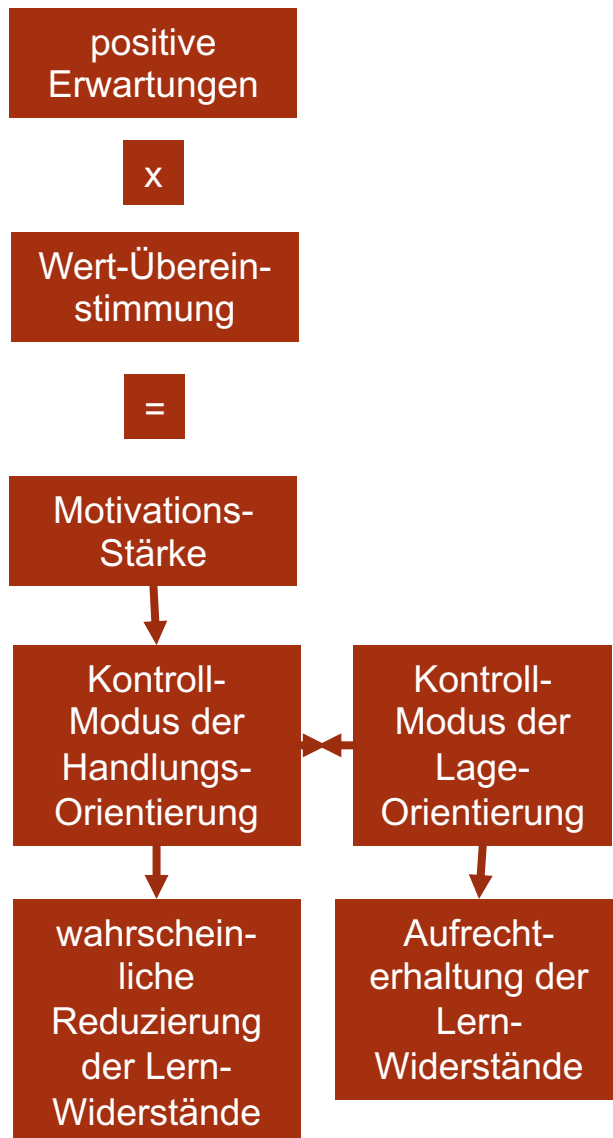 positive
Erwartungen
x
Wert-Überein-
stimmung
=
Motivations-
Stärke
Kontroll-
Modus der
Handlungs-
Orientierung
Kontroll-
Modus der
Lage-
Orientierung
wahrschein-
liche
Reduzierung
der Lern-
Widerstände
Aufrecht-
erhaltung der
Lern-
Widerstände